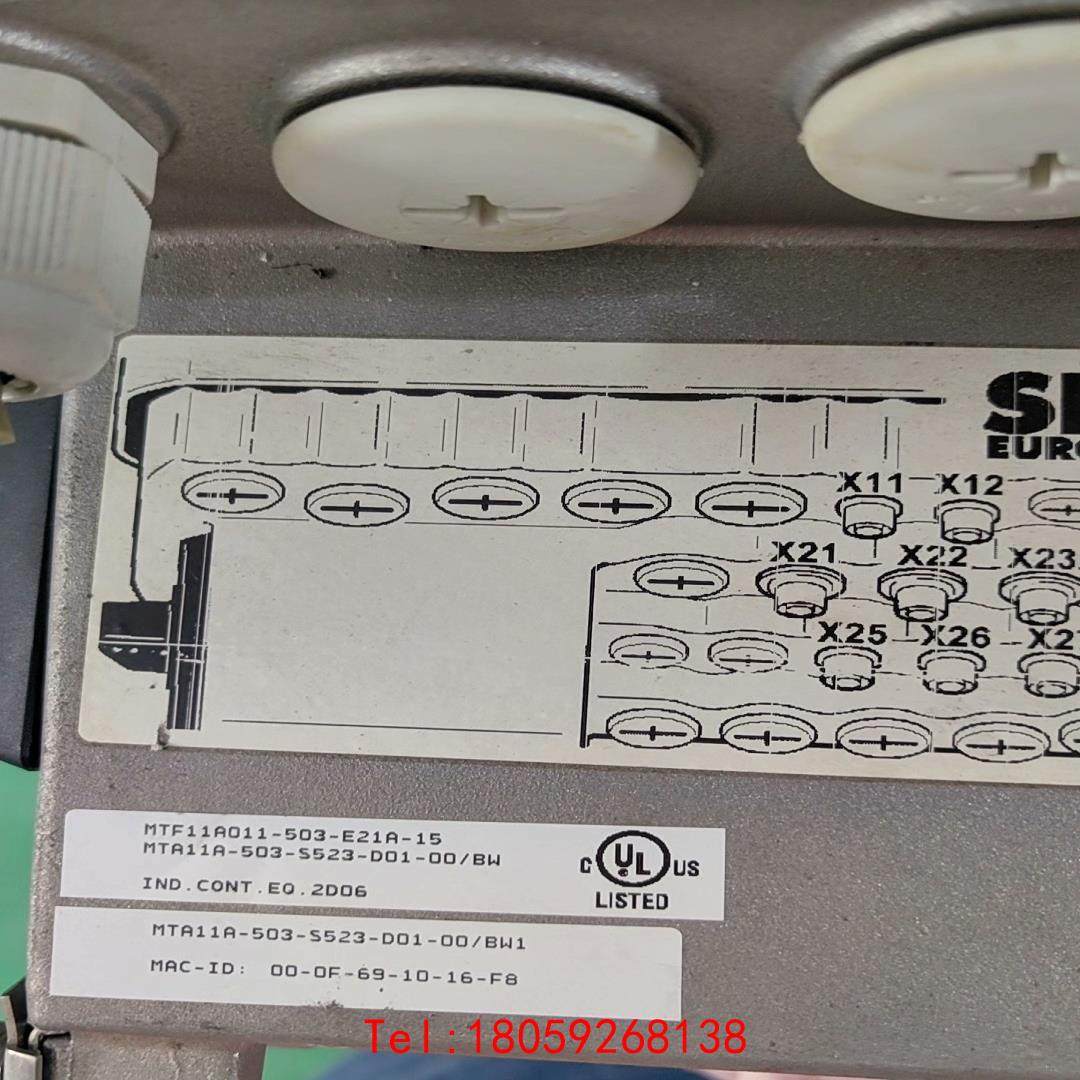 EURO
X11 X12
X21 X22 X23
X25 X26
MTF11A011-503-E21A-15
MTA11A-503-S523-D01-00/BW
IND.CONT.EQ.2D06
C UL US
LISTED
MTA11A-503-S523-D01-00/BW1
MAC-ID: 00-0F-69-10-16-F8
Tel:18059268138